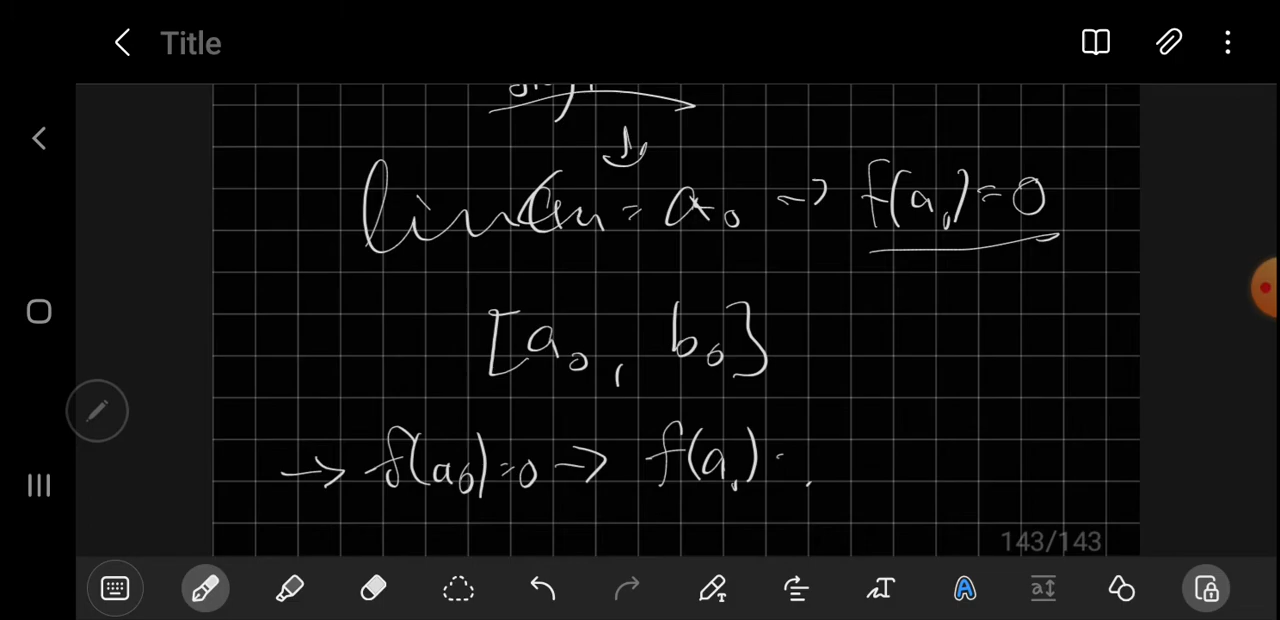 Title
lim an = a0 → f(a0)=0
[a0, b0]
→ f(a0)=0 → f(a0) =
143/143